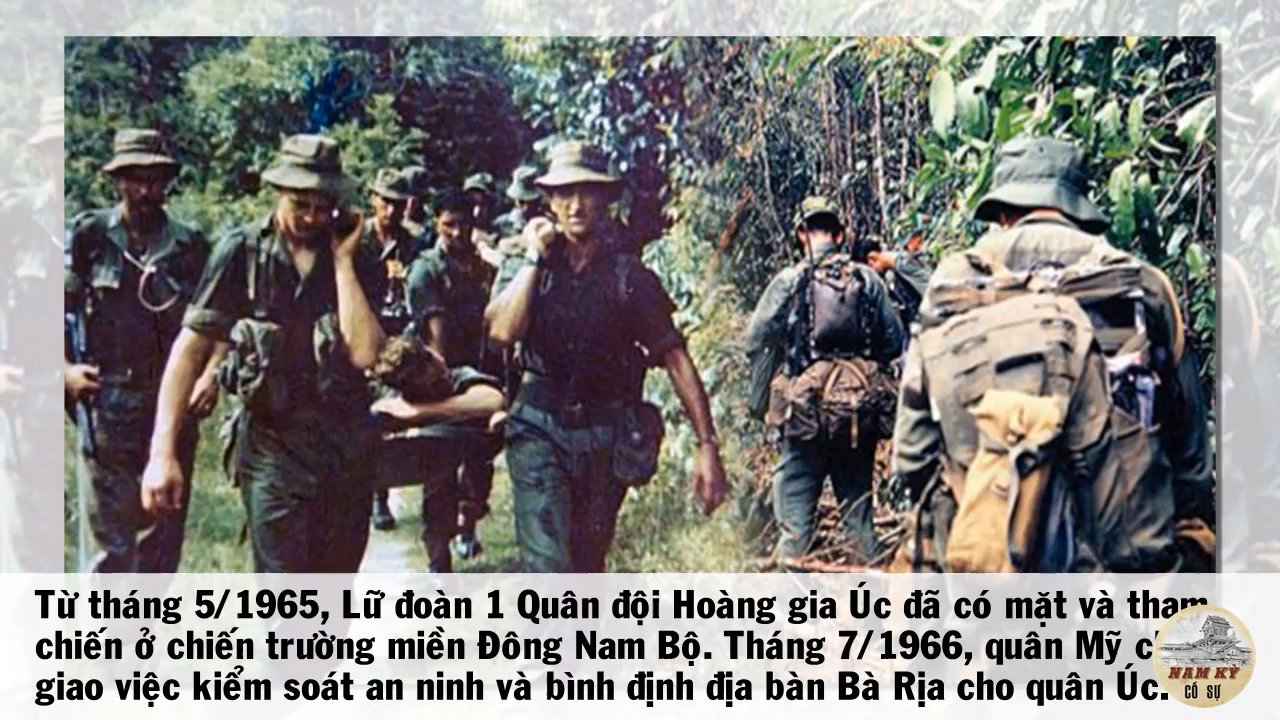 Từ tháng 5/1965, Lữ đoàn 1 Quân đội Hoàng gia Úc đã có mặt và tham
chiến ở chiến trường miền Đông Nam Bộ. Tháng 7/1966, quân Mỹ
giao việc kiểm soát an ninh và bình định địa bàn Bà Rịa cho quân Úc.
NAM KỲ
CÓ SỰ